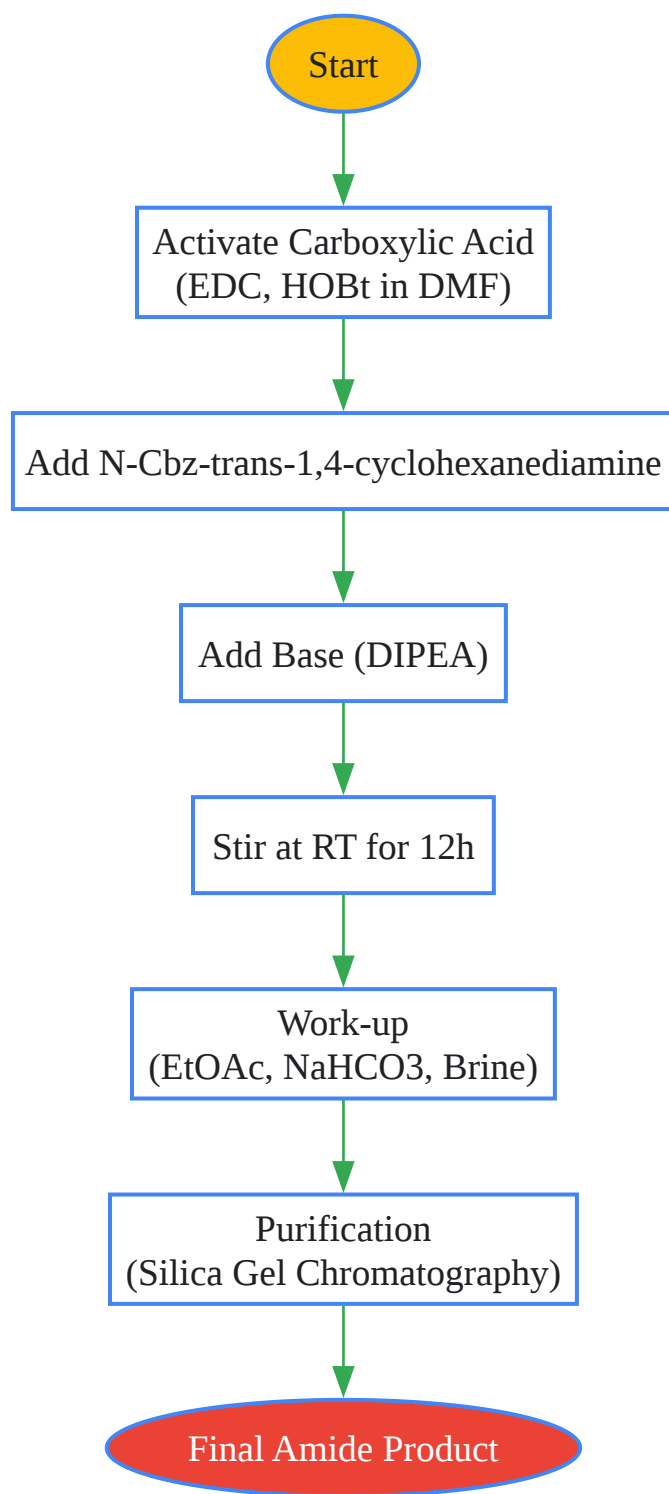 Start
Activate Carboxylic Acid
(EDC, HOBt in DMF)
Add N-Cbz-trans-1,4-cyclohexanediamine
Add Base (DIPEA)
Stir at RT for 12h
Work-up
(EtOAc, NaHCO3, Brine)
Purification
(Silica Gel Chromatography)
Final Amide Product